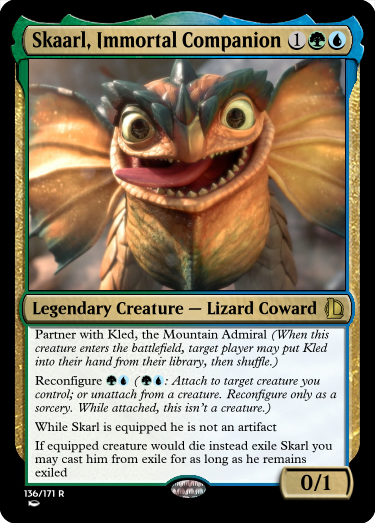 Skaarl, Immortal Companion 1
Legendary Creature — Lizard Coward
Partner with Kled, the Mountain Admiral (When this
creature enters the battlefield, target player may put Kled
into their hand from their library, then shuffle.)
Reconfigure (: Attach to target creature you
control; or unattach from a creature. Reconfigure only as a
sorcery. While attached, this isn't a creature.)
While Skarl is equipped he is not an artifact
If equipped creature would die instead exile Skarl you
may cast him from exile for as long as he remains
exiled
0/1
136/171 R